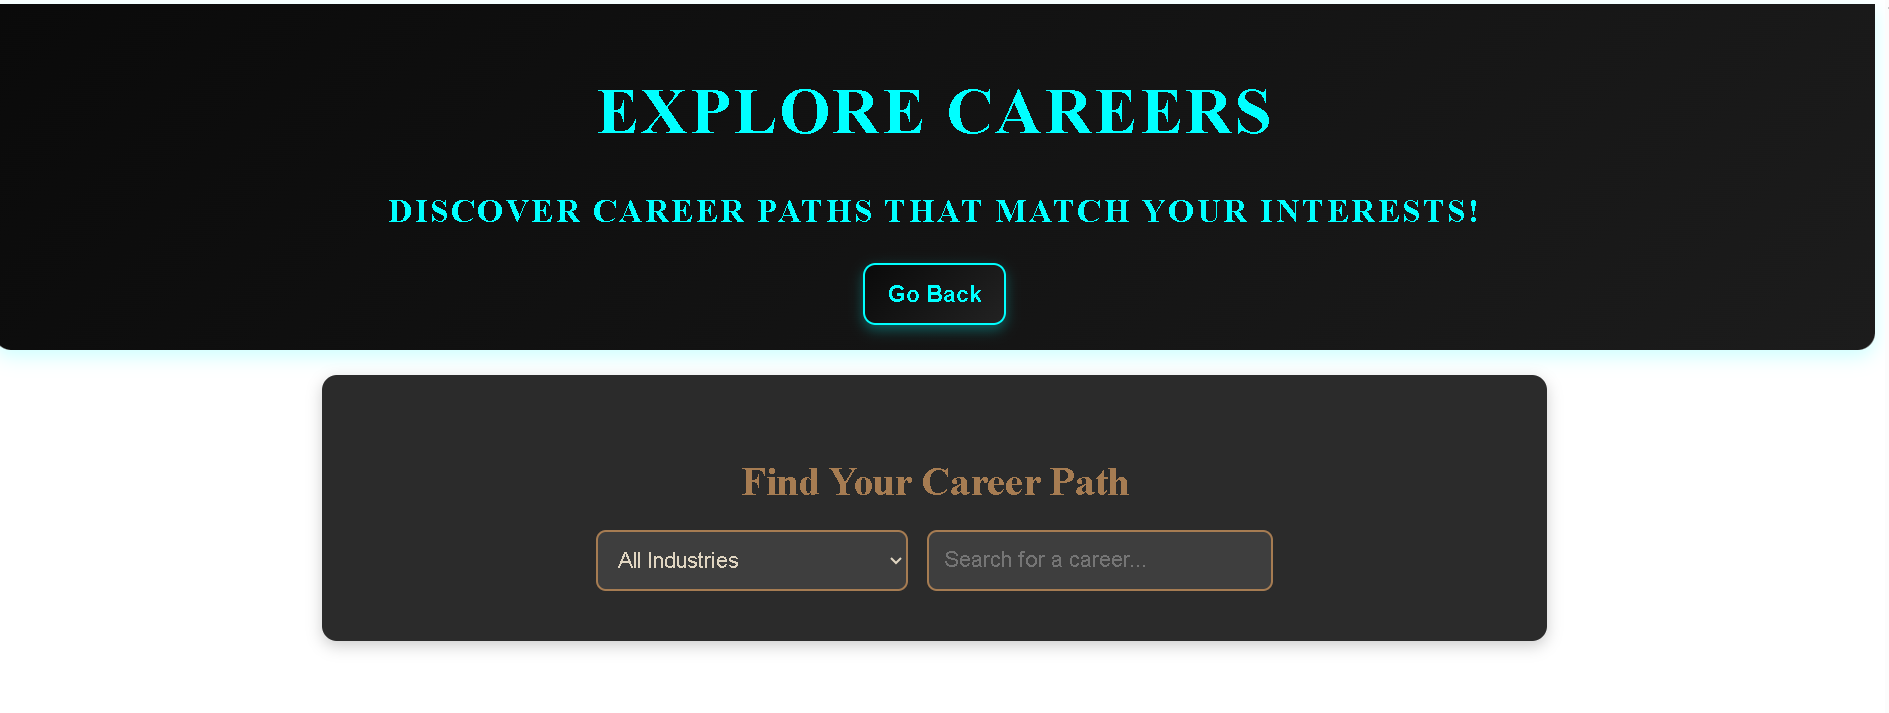 EXPLORE CAREERS
DISCOVER CAREER PATHS THAT MATCH YOUR INTERESTS!
Go Back
Find Your Career Path
All Industries
Search for a career...